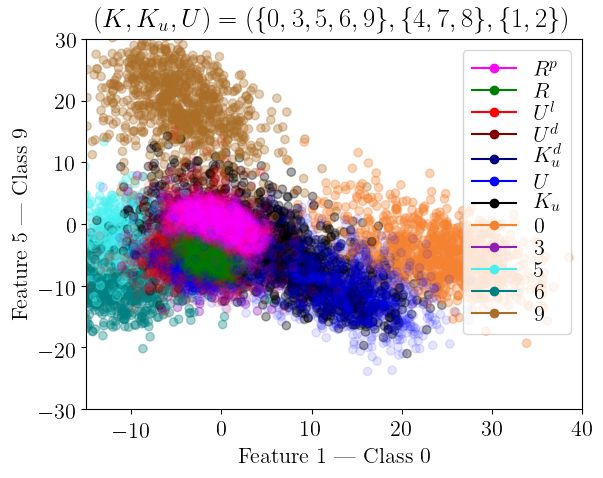 (K, K_u, U) = ({0, 3, 5, 6, 9}, {4, 7, 8}, {1, 2})
30
20
10
0
−10
−20
−30
−10
0
10
20
30
40
Feature 5 — Class 9
Feature 1 — Class 0
R^p
R
U^l
U^d
K_u^d
U
K_u
0
3
5
6
9